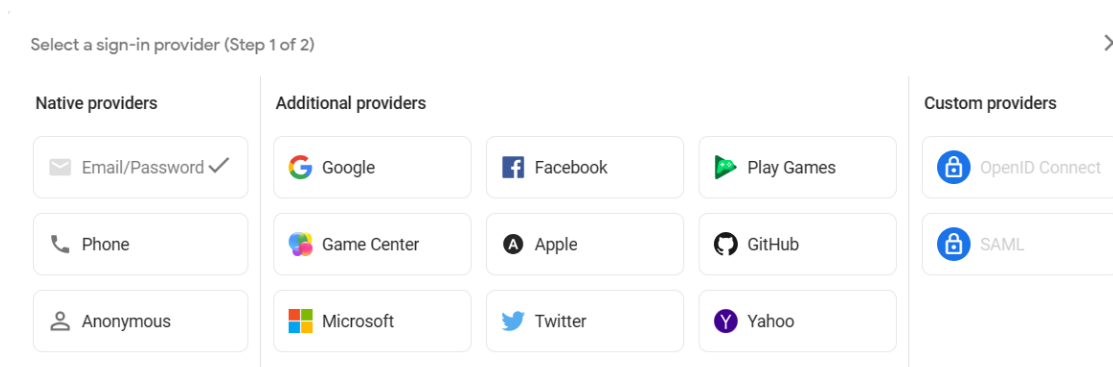 Select a sign-in provider (Step 1 of 2)
Native providers
Additional providers
Custom providers
Email/Password
Google
Facebook
Play Games
OpenID Connect
Phone
Game Center
Apple
GitHub
SAML
Anonymous
Microsoft
Twitter
Yahoo